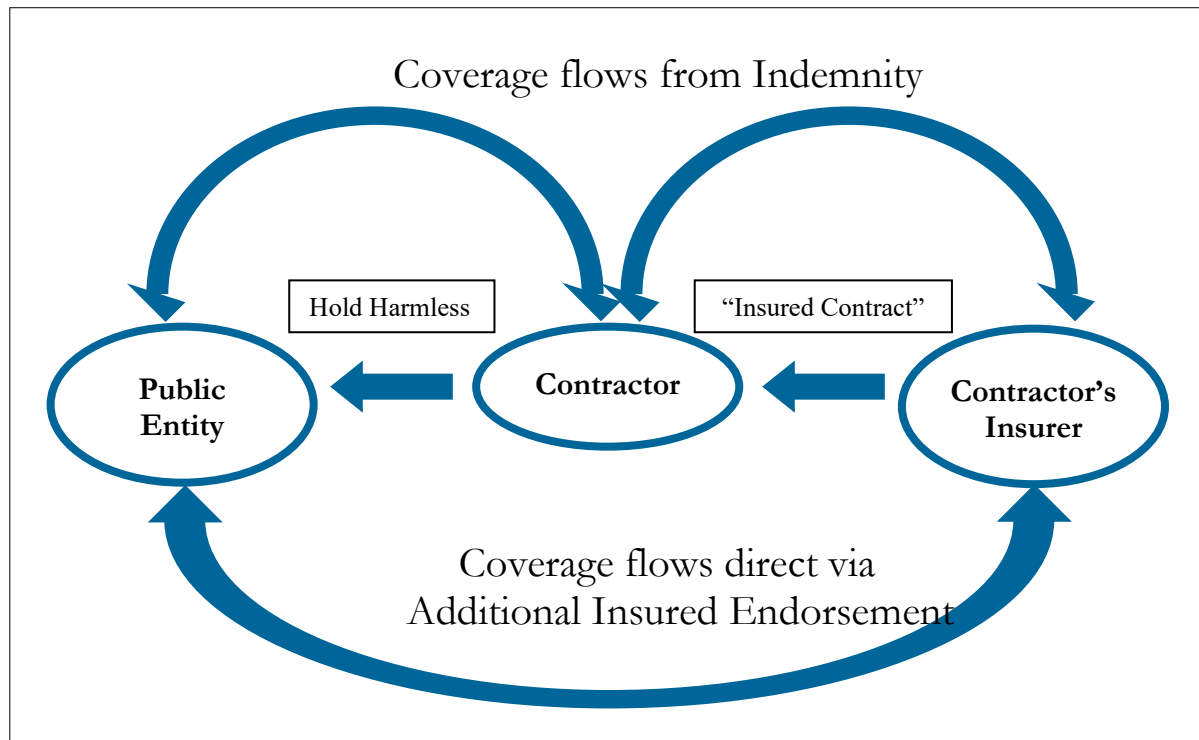 Coverage flows from Indemnity
Hold Harmless
“Insured Contract”
Public
Entity
Contractor
Contractor’s
Insurer
Coverage flows direct via
Additional Insured Endorsement